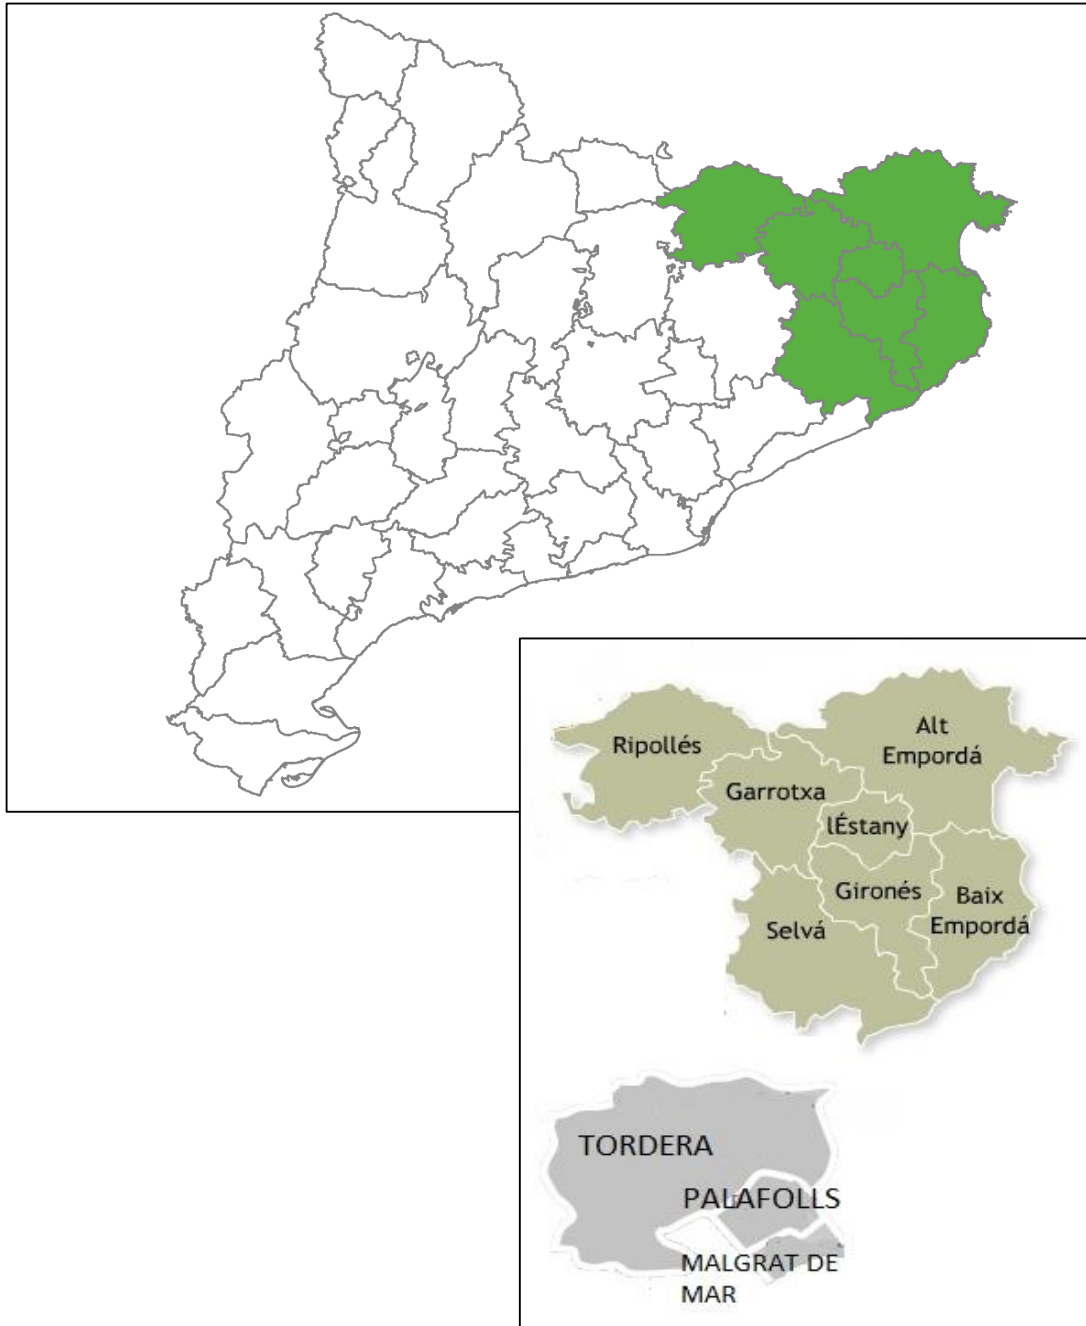 Ripollés
Alt
Empordá
Garrotxa
lÉstany
Gironés
Baix
Empordá
Selvá
TORDERA
PALAFOLLS
MALGRAT DE
MAR